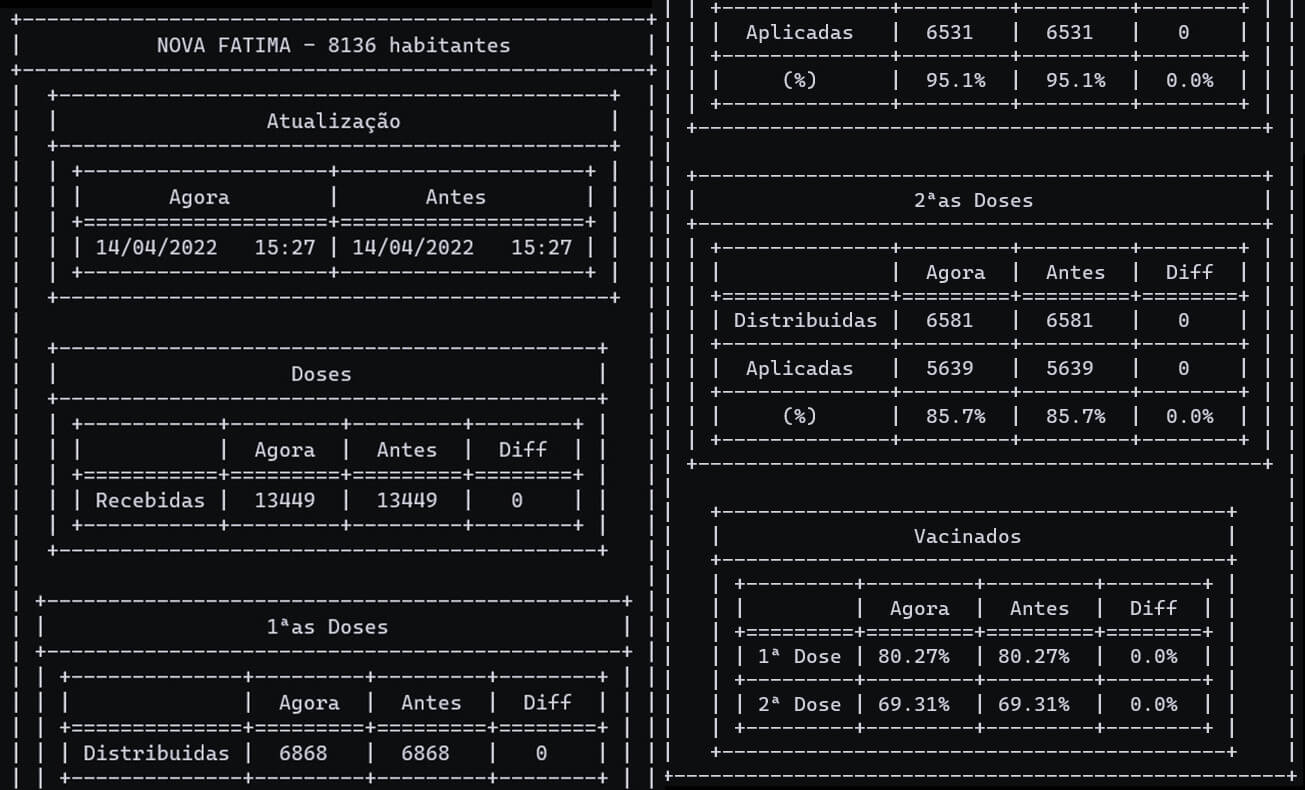 NOVA FATIMA - 8136 habitantes
Atualização
Agora Antes
14/04/2022 15:27 14/04/2022 15:27
Doses
Agora Antes Diff
Recebidas 13449 13449 0
1ªas Doses
Agora Antes Diff
Distribuidas 6868 6868 0
Aplicadas 6531 6531 0
(%) 95.1% 95.1% 0.0%
2ªas Doses
Agora Antes Diff
Distribuidas 6581 6581 0
Aplicadas 5639 5639 0
(%) 85.7% 85.7% 0.0%
Vacinados
Agora Antes Diff
1ª Dose 80.27% 80.27% 0.0%
2ª Dose 69.31% 69.31% 0.0%